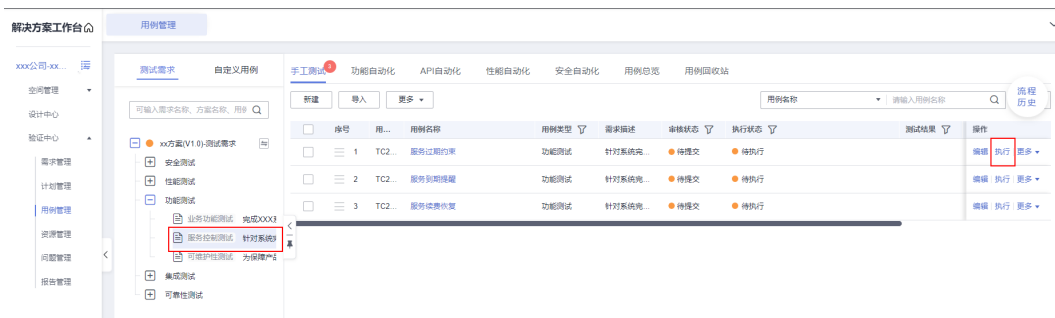 解决方案工作台
用例管理
xxx公司-xx...
空间管理
设计中心
验证中心
需求管理
计划管理
用例管理
资源管理
问题管理
报告管理
测试需求 自定义用例
可输入需求名称、方案名称、用例
xx方案(V1.0)-测试需求
安全测试
性能测试
功能测试
业务功能测试 完成XXX
服务控制测试 针对系统
可维护性测试 为保障产
集成测试
可靠性测试
手工测试 3 功能自动化 API自动化 性能自动化 安全自动化 用例总览 用例回收站
新建 导入 更多 用例名称 请输入用例名称
流程
历史
序号 用... 用例名称 用例类型 需求描述 审核状态 执行状态 测试结果 操作
1 TC2... 服务过期约束 功能测试 针对系统完... 待提交 待执行 编辑 执行 更多
2 TC2... 服务到期提醒 功能测试 针对系统完... 待提交 待执行 编辑 执行 更多
3 TC2... 服务续费恢复 功能测试 针对系统完... 待提交 待执行 编辑 执行 更多